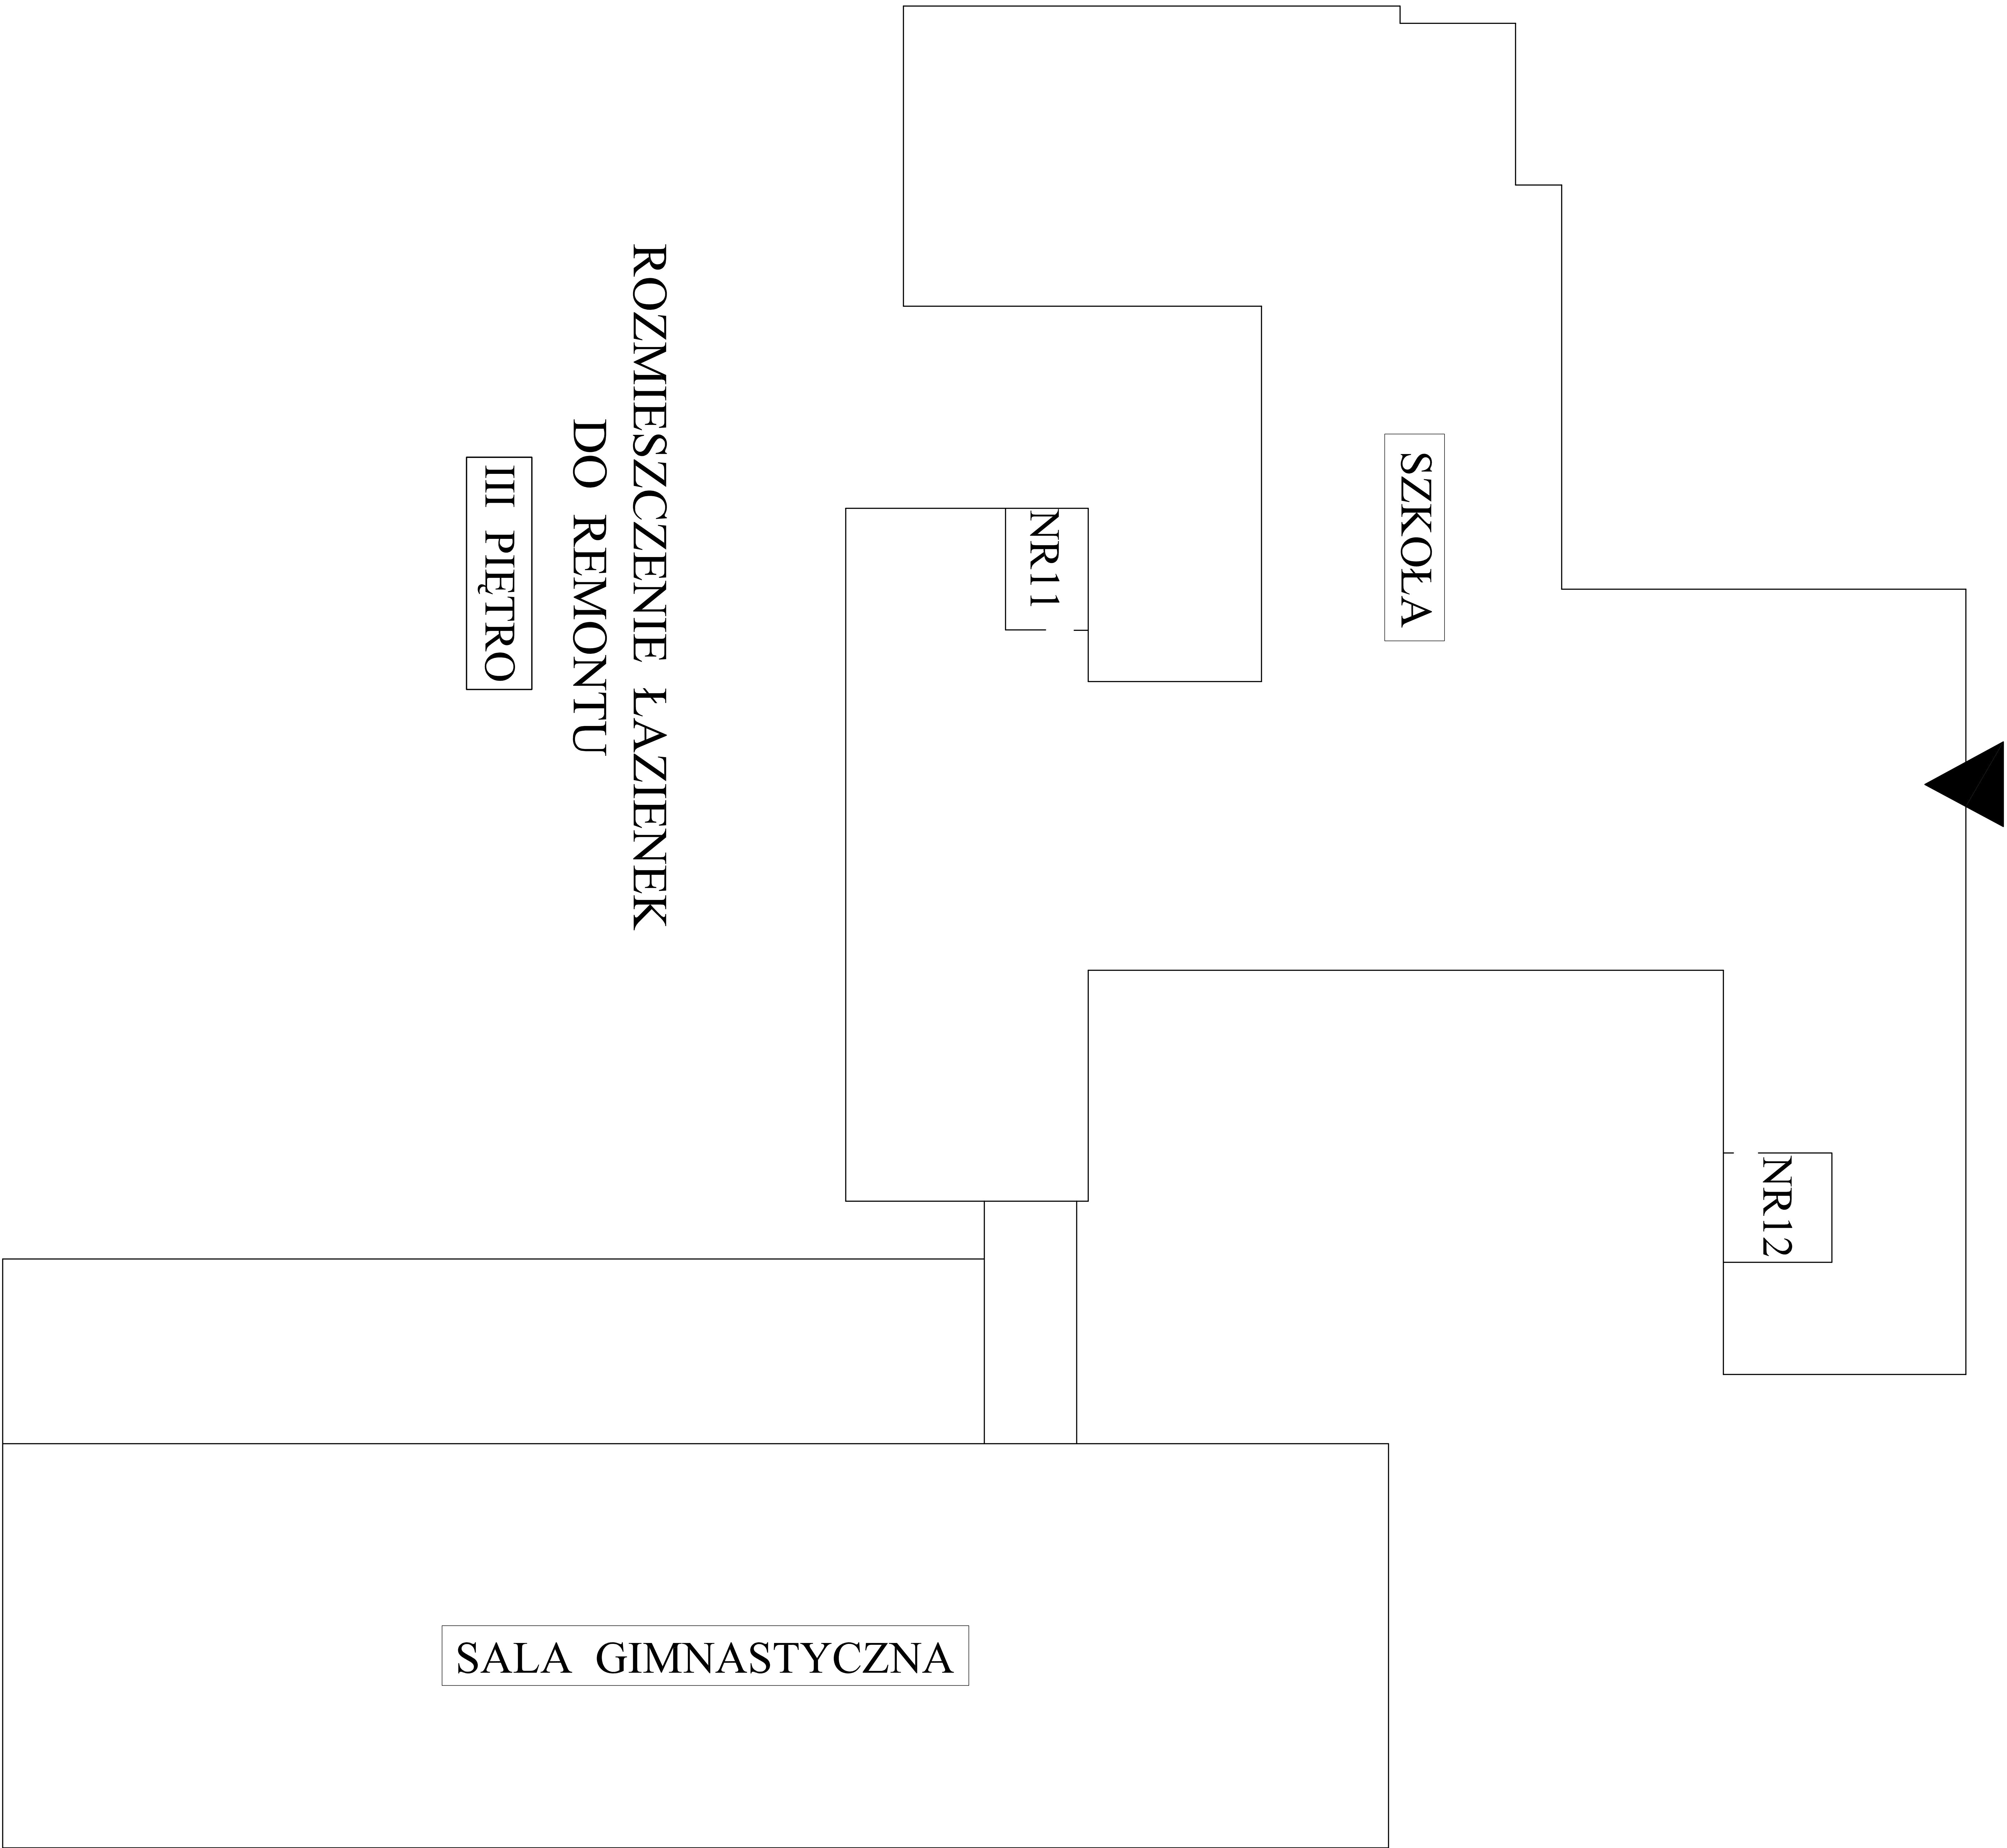 ROZMIESZCZENIE ŁAZIENEK
DO REMONTU
III PIĘTRO
SZKOŁA
NR11
NR12
SALA GIMNASTYCZNA